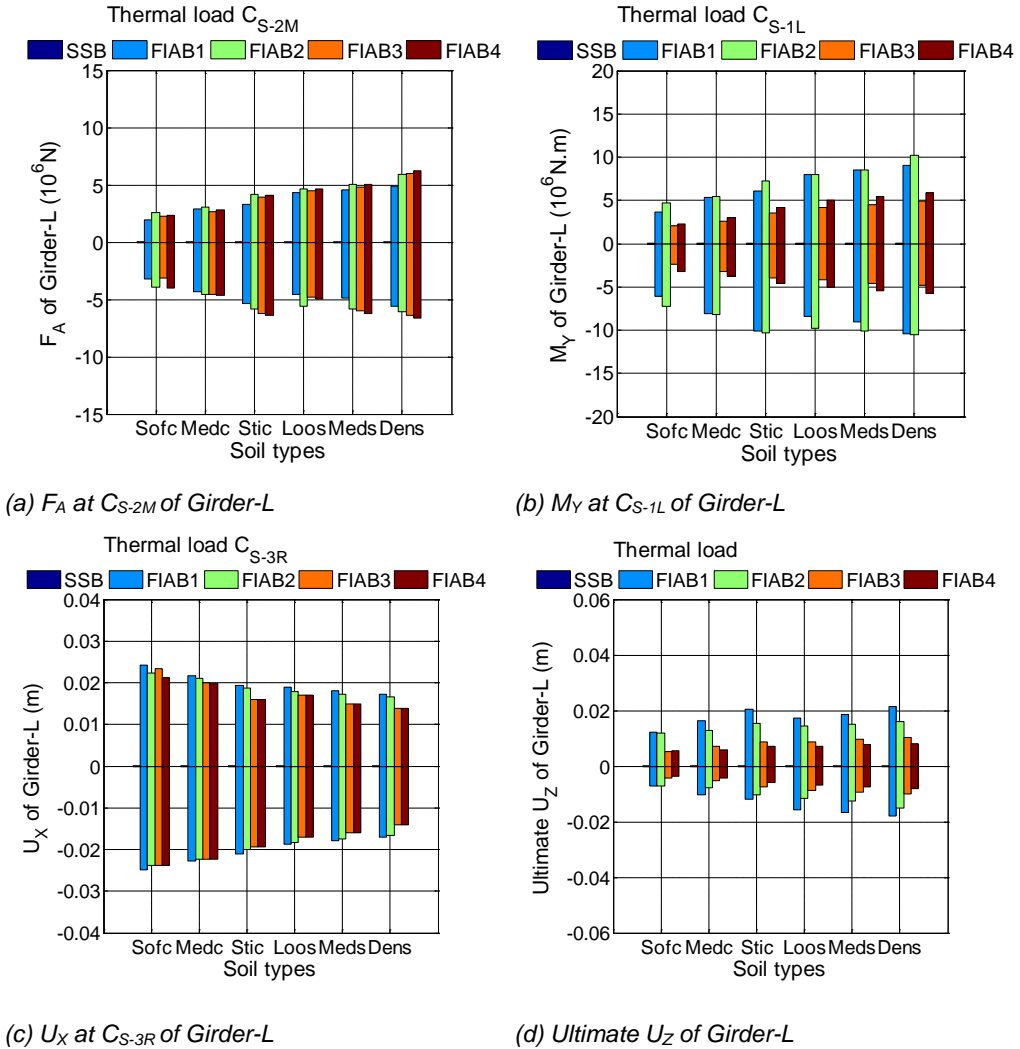 Thermal load C_S-2M
SSB FIAB1 FIAB2 FIAB3 FIAB4
15
10
5
0
-5
-10
-15
F_A of Girder-L (10^6N)
Sofc Medc Stic Loos Meds Dens
Soil types
(a) F_A at C_S-2M of Girder-L
Thermal load C_S-1L
SSB FIAB1 FIAB2 FIAB3 FIAB4
20
15
10
5
0
-5
-10
-15
-20
M_Y of Girder-L (10^6N.m)
Sofc Medc Stic Loos Meds Dens
Soil types
(b) M_Y at C_S-1L of Girder-L
Thermal load C_S-3R
SSB FIAB1 FIAB2 FIAB3 FIAB4
0.04
0.03
0.02
0.01
0
-0.01
-0.02
-0.03
-0.04
U_X of Girder-L (m)
Sofc Medc Stic Loos Meds Dens
Soil types
(c) U_X at C_S-3R of Girder-L
Thermal load
SSB FIAB1 FIAB2 FIAB3 FIAB4
0.06
0.04
0.02
0
-0.02
-0.04
-0.06
Ultimate U_Z of Girder-L (m)
Sofc Medc Stic Loos Meds Dens
Soil types
(d) Ultimate U_Z of Girder-L